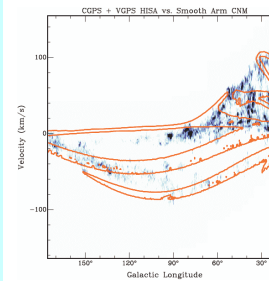 CGPS + VGPS HISA vs. Smooth Arm CNM
100
0
-100
Velocity (km/s)
150° 120° 90° 60° 30°
Galactic Longitude